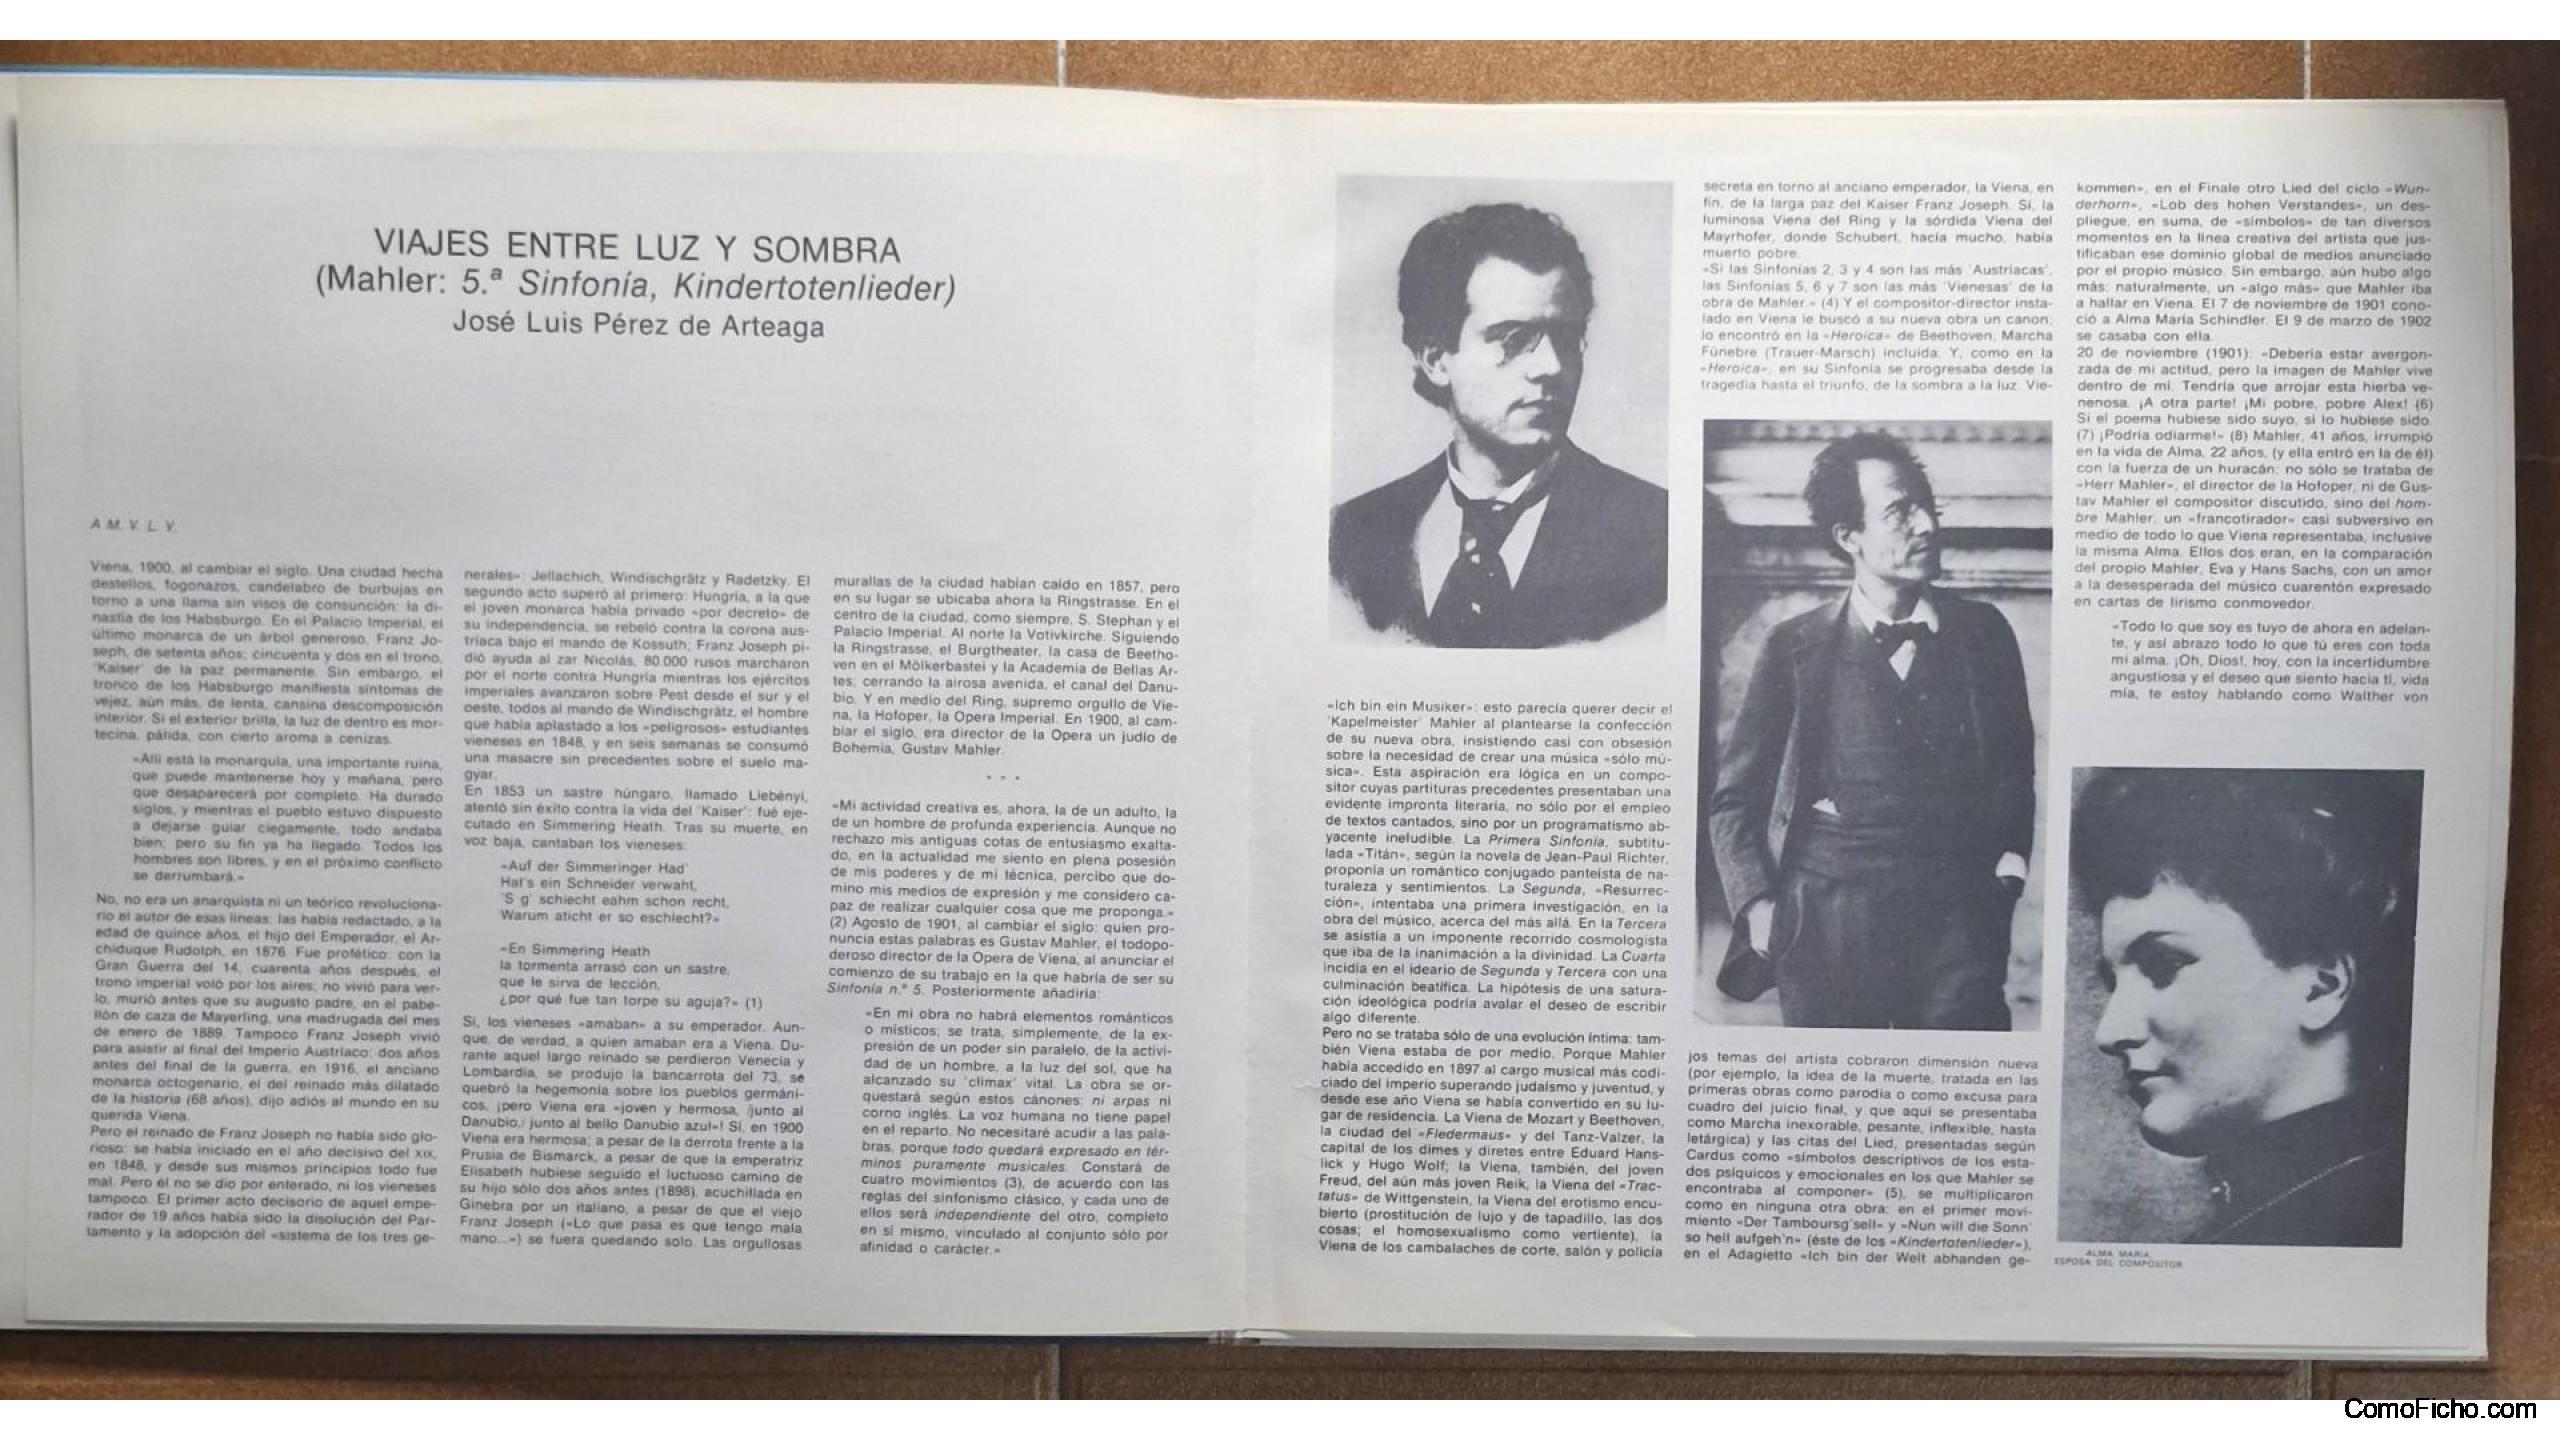 VIAJES ENTRE LUZ Y SOMBRA
(Mahler: 5.ª Sinfonía, Kindertotenlieder)
José Luis Pérez de Arteaga
A M. V. L. V.
Viena, 1900, al cambiar el siglo. Una ciudad hecha
destellos, fogonazos, candelabro de burbujas en
torno a una llama sin visos de consunción: la di-
nastía de los Habsburgo. En el Palacio Imperial, el
último monarca de un árbol generoso, Franz Jo-
seph, de setenta años; cincuenta y dos en el trono,
'Kaiser' de la paz permanente. Sin embargo, el
tronco de los Habsburgo manifiesta síntomas de
vejez, aún más, de lenta, cansina descomposición
interior. Si el exterior brilla, la luz de dentro es mor-
tecina, pálida, con cierto aroma a cenizas.
«Allí está la monarquía, una importante ruina,
que puede mantenerse hoy y mañana, pero
que desaparecerá por completo. Ha durado
siglos, y mientras el pueblo estuvo dispuesto
a dejarse guiar ciegamente, todo andaba
bien; pero su fin ya ha llegado. Todos los
hombres son libres, y en el próximo conflicto
se derrumbará.»
No, no era un anarquista ni un teórico revoluciona-
rio el autor de esas líneas; las había redactado, a la
edad de quince años, el hijo del Emperador, el Ar-
chiduque Rudolph, en 1876. Fue profético: con la
Gran Guerra del 14, cuarenta años después, el
trono imperial voló por los aires; no vivió para ver-
lo, murió antes que su augusto padre, en el pabe-
llón de caza de Mayerling, una madrugada del mes
de enero de 1889. Tampoco Franz Joseph vivió
para asistir al final del Imperio Austríaco: dos años
antes del final de la guerra, en 1916, el anciano
monarca octogenario, el del reinado más dilatado
de la historia (68 años), dijo adiós al mundo en su
querida Viena.
Pero el reinado de Franz Joseph no había sido glo-
rioso: se había iniciado en el año decisivo del XIX,
en 1848, y desde sus mismos principios todo fue
mal. Pero él no se dio por enterado, ni los vieneses
tampoco. El primer acto decisorio de aquel empe-
rador de 19 años había sido la disolución del Par-
lamento y la adopción del «sistema de los tres ge-
nerales»: Jellachich, Windischgrätz y Radetzky. El
segundo acto superó al primero: Hungría, a la que
el joven monarca había privado «por decreto» de
su independencia, se rebeló contra la corona aus-
tríaca bajo el mando de Kossuth; Franz Joseph pi-
dió ayuda al zar Nicolás, 80.000 rusos marcharon
por el norte contra Hungría mientras los ejércitos
imperiales avanzaron sobre Pest desde el sur y el
oeste, todos al mando de Windischgrätz, el hombre
que había aplastado a los «peligrosos» estudiantes
vieneses en 1848, y en seis semanas se consumó
una masacre sin precedentes sobre el suelo ma-
gyar.
En 1853 un sastre húngaro, llamado Liebényi,
atentó sin éxito contra la vida del 'Kaiser': fué eje-
cutado en Simmering Heath. Tras su muerte, en
voz baja, cantaban los vieneses:
«Auf der Simmeringer Had'
Hat's ein Schneider verwaht,
'S g' schiecht eahm schon recht,
Warum aticht er so eschlecht?»
«En Simmering Heath
la tormenta arrasó con un sastre,
que le sirva de lección,
¿por qué fue tan torpe su aguja?» (1)
Sí, los vieneses «amaban» a su emperador. Aun-
que, de verdad, a quien amaban era a Viena. Du-
rante aquel largo reinado se perdieron Venecia y
Lombardía, se produjo la bancarrota del 73, se
quebró la hegemonía sobre los pueblos germáni-
cos, ¡pero Viena era «joven y hermosa, /junto al
Danubio,/ junto al bello Danubio azul»! Sí, en 1900
Viena era hermosa; a pesar de la derrota frente a la
Prusia de Bismarck, a pesar de que la emperatriz
Elisabeth hubiese seguido el luctuoso camino de
su hijo sólo dos años antes (1898), acuchillada en
Ginebra por un italiano, a pesar de que el viejo
Franz Joseph («Lo que pasa es que tengo mala
mano...») se fuera quedando solo. Las orgullosas
murallas de la ciudad habían caído en 1857, pero
en su lugar se ubicaba ahora la Ringstrasse. En el
centro de la ciudad, como siempre, S. Stephan y el
Palacio Imperial. Al norte la Votivkirche. Siguiendo
la Ringstrasse, el Burgtheater, la casa de Beetho-
ven en el Mölkerbastei y la Academia de Bellas Ar-
tes; cerrando la airosa avenida, el canal del Danu-
bio. Y en medio del Ring, supremo orgullo de Vie-
na, la Hofoper, la Opera Imperial. En 1900, al cam-
biar el siglo, era director de la Opera un judío de
Bohemia, Gustav Mahler.
* * *
«Mi actividad creativa es, ahora, la de un adulto, la
de un hombre de profunda experiencia. Aunque no
rechazo mis antiguas cotas de entusiasmo exalta-
do, en la actualidad me siento en plena posesión
de mis poderes y de mi técnica, percibo que do-
mino mis medios de expresión y me considero ca-
paz de realizar cualquier cosa que me proponga.»
(2) Agosto de 1901, al cambiar el siglo: quien pro-
nuncia estas palabras es Gustav Mahler, el todopo-
deroso director de la Opera de Viena, al anunciar el
comienzo de su trabajo en la que habría de ser su
Sinfonía n.º 5. Posteriormente añadiría:
«En mi obra no habrá elementos románticos
o místicos; se trata, simplemente, de la ex-
presión de un poder sin paralelo, de la activi-
dad de un hombre, a la luz del sol, que ha
alcanzado su 'clímax' vital. La obra se or-
questará según estos cánones: ni arpas ni
corno inglés. La voz humana no tiene papel
en el reparto. No necesitaré acudir a las pala-
bras, porque todo quedará expresado en tér-
minos puramente musicales. Constará de
cuatro movimientos (3), de acuerdo con las
reglas del sinfonismo clásico, y cada uno de
ellos será independiente del otro, completo
en sí mismo, vinculado al conjunto sólo por
afinidad o carácter.»
«Ich bin ein Musiker»: esto parecía querer decir el
'Kapelmeister' Mahler al plantearse la confección
de su nueva obra, insistiendo casi con obsesión
sobre la necesidad de crear una música «sólo mú-
sica». Esta aspiración era lógica en un compo-
sitor cuyas partituras precedentes presentaban una
evidente impronta literaria, no sólo por el empleo
de textos cantados, sino por un programatismo ab-
yacente ineludible. La Primera Sinfonía, subtitu-
lada «Titán», según la novela de Jean-Paul Richter,
proponía un romántico conjugado panteísta de na-
turaleza y sentimientos. La Segunda, «Resurrec-
ción», intentaba una primera investigación, en la
obra del músico, acerca del más allá. En la Tercera
se asistía a un imponente recorrido cosmologista
que iba de la inanimación a la divinidad. La Cuarta
incidía en el ideario de Segunda y Tercera con una
culminación beatífica. La hipótesis de una satura-
ción ideológica podría avalar el deseo de escribir
algo diferente.
Pero no se trataba sólo de una evolución íntima: tam-
bién Viena estaba de por medio. Porque Mahler
había accedido en 1897 al cargo musical más codi-
ciado del imperio superando judaísmo y juventud, y
desde ese año Viena se había convertido en su lu-
gar de residencia. La Viena de Mozart y Beethoven,
la ciudad del «Fledermaus» y del Tanz-Valzer, la
capital de los dimes y diretes entre Eduard Hans-
lick y Hugo Wolf; la Viena, también, del joven
Freud, del aún más joven Reik, la Viena del «Trac-
tatus» de Wittgenstein, la Viena del erotismo encu-
bierto (prostitución de lujo y de tapadillo, las dos
cosas; el homosexualismo como vertiente), la
Viena de los cambalaches de corte, salón y policía
secreta en torno al anciano emperador, la Viena, en
fin, de la larga paz del Kaiser Franz Joseph. Sí, la
luminosa Viena del Ring y la sórdida Viena del
Mayrhofer, donde Schubert, hacía mucho, había
muerto pobre.
«Si las Sinfonías 2, 3 y 4 son las más 'Austríacas',
las Sinfonías 5, 6 y 7 son las más 'Vienesas' de la
obra de Mahler.» (4) Y el compositor-director insta-
lado en Viena le buscó a su nueva obra un canon;
lo encontró en la «Heroica» de Beethoven, Marcha
Fúnebre (Trauer-Marsch) incluida. Y, como en la
«Heroica», en su Sinfonía se progresaba desde la
tragedia hasta el triunfo, de la sombra a la luz. Vie-
jos temas del artista cobraron dimensión nueva
(por ejemplo, la idea de la muerte, tratada en las
primeras obras como parodia o como excusa para
cuadro del juicio final, y que aquí se presentaba
como Marcha inexorable, pesante, inflexible, hasta
letárgica) y las citas del Lied, presentadas según
Cardus como «símbolos descriptivos de los esta-
dos psíquicos y emocionales en los que Mahler se
encontraba al componer» (5), se multiplicaron
como en ninguna otra obra: en el primer movi-
miento «Der Tamboursg'sell» y «Nun will die Sonn'
so hell aufgeh'n» (éste de los «Kindertotenlieder»),
en el Adagietto «Ich bin der Welt abhanden ge-
kommen», en el Finale otro Lied del ciclo «Wun-
derhorn», «Lob des hohen Verstandes», un des-
pliegue, en suma, de «símbolos» de tan diversos
momentos en la línea creativa del artista que jus-
tificaban ese dominio global de medios anunciado
por el propio músico. Sin embargo, aún hubo algo
más; naturalmente, un «algo más» que Mahler iba
a hallar en Viena. El 7 de noviembre de 1901 cono-
ció a Alma María Schindler. El 9 de marzo de 1902
se casaba con ella.
20 de noviembre (1901): «Debería estar avergon-
zada de mi actitud, pero la imagen de Mahler vive
dentro de mí. Tendría que arrojar esta hierba ve-
nenosa. ¡A otra parte! ¡Mi pobre, pobre Alex! (6)
Si el poema hubiese sido suyo, si lo hubiese sido.
(7) ¡Podría odiarme!» (8) Mahler, 41 años, irrumpió
en la vida de Alma, 22 años, (y ella entró en la de él)
con la fuerza de un huracán: no sólo se trataba de
«Herr Mahler», el director de la Hofoper, ni de Gus-
tav Mahler el compositor discutido, sino del hom-
bre Mahler, un «francotirador» casi subversivo en
medio de todo lo que Viena representaba, inclusive
la misma Alma. Ellos dos eran, en la comparación
del propio Mahler, Eva y Hans Sachs, con un amor
a la desesperada del músico cuarentón expresado
en cartas de lirismo conmovedor.
«Todo lo que soy es tuyo de ahora en adelan-
te, y así abrazo todo lo que tú eres con toda
mi alma. ¡Oh, Dios!, hoy, con la incertidumbre
angustiosa y el deseo que siento hacia ti, vida
mía, te estoy hablando como Walther von
ALMA MARIA,
ESPOSA DEL COMPOSITOR
ComoFicho.com